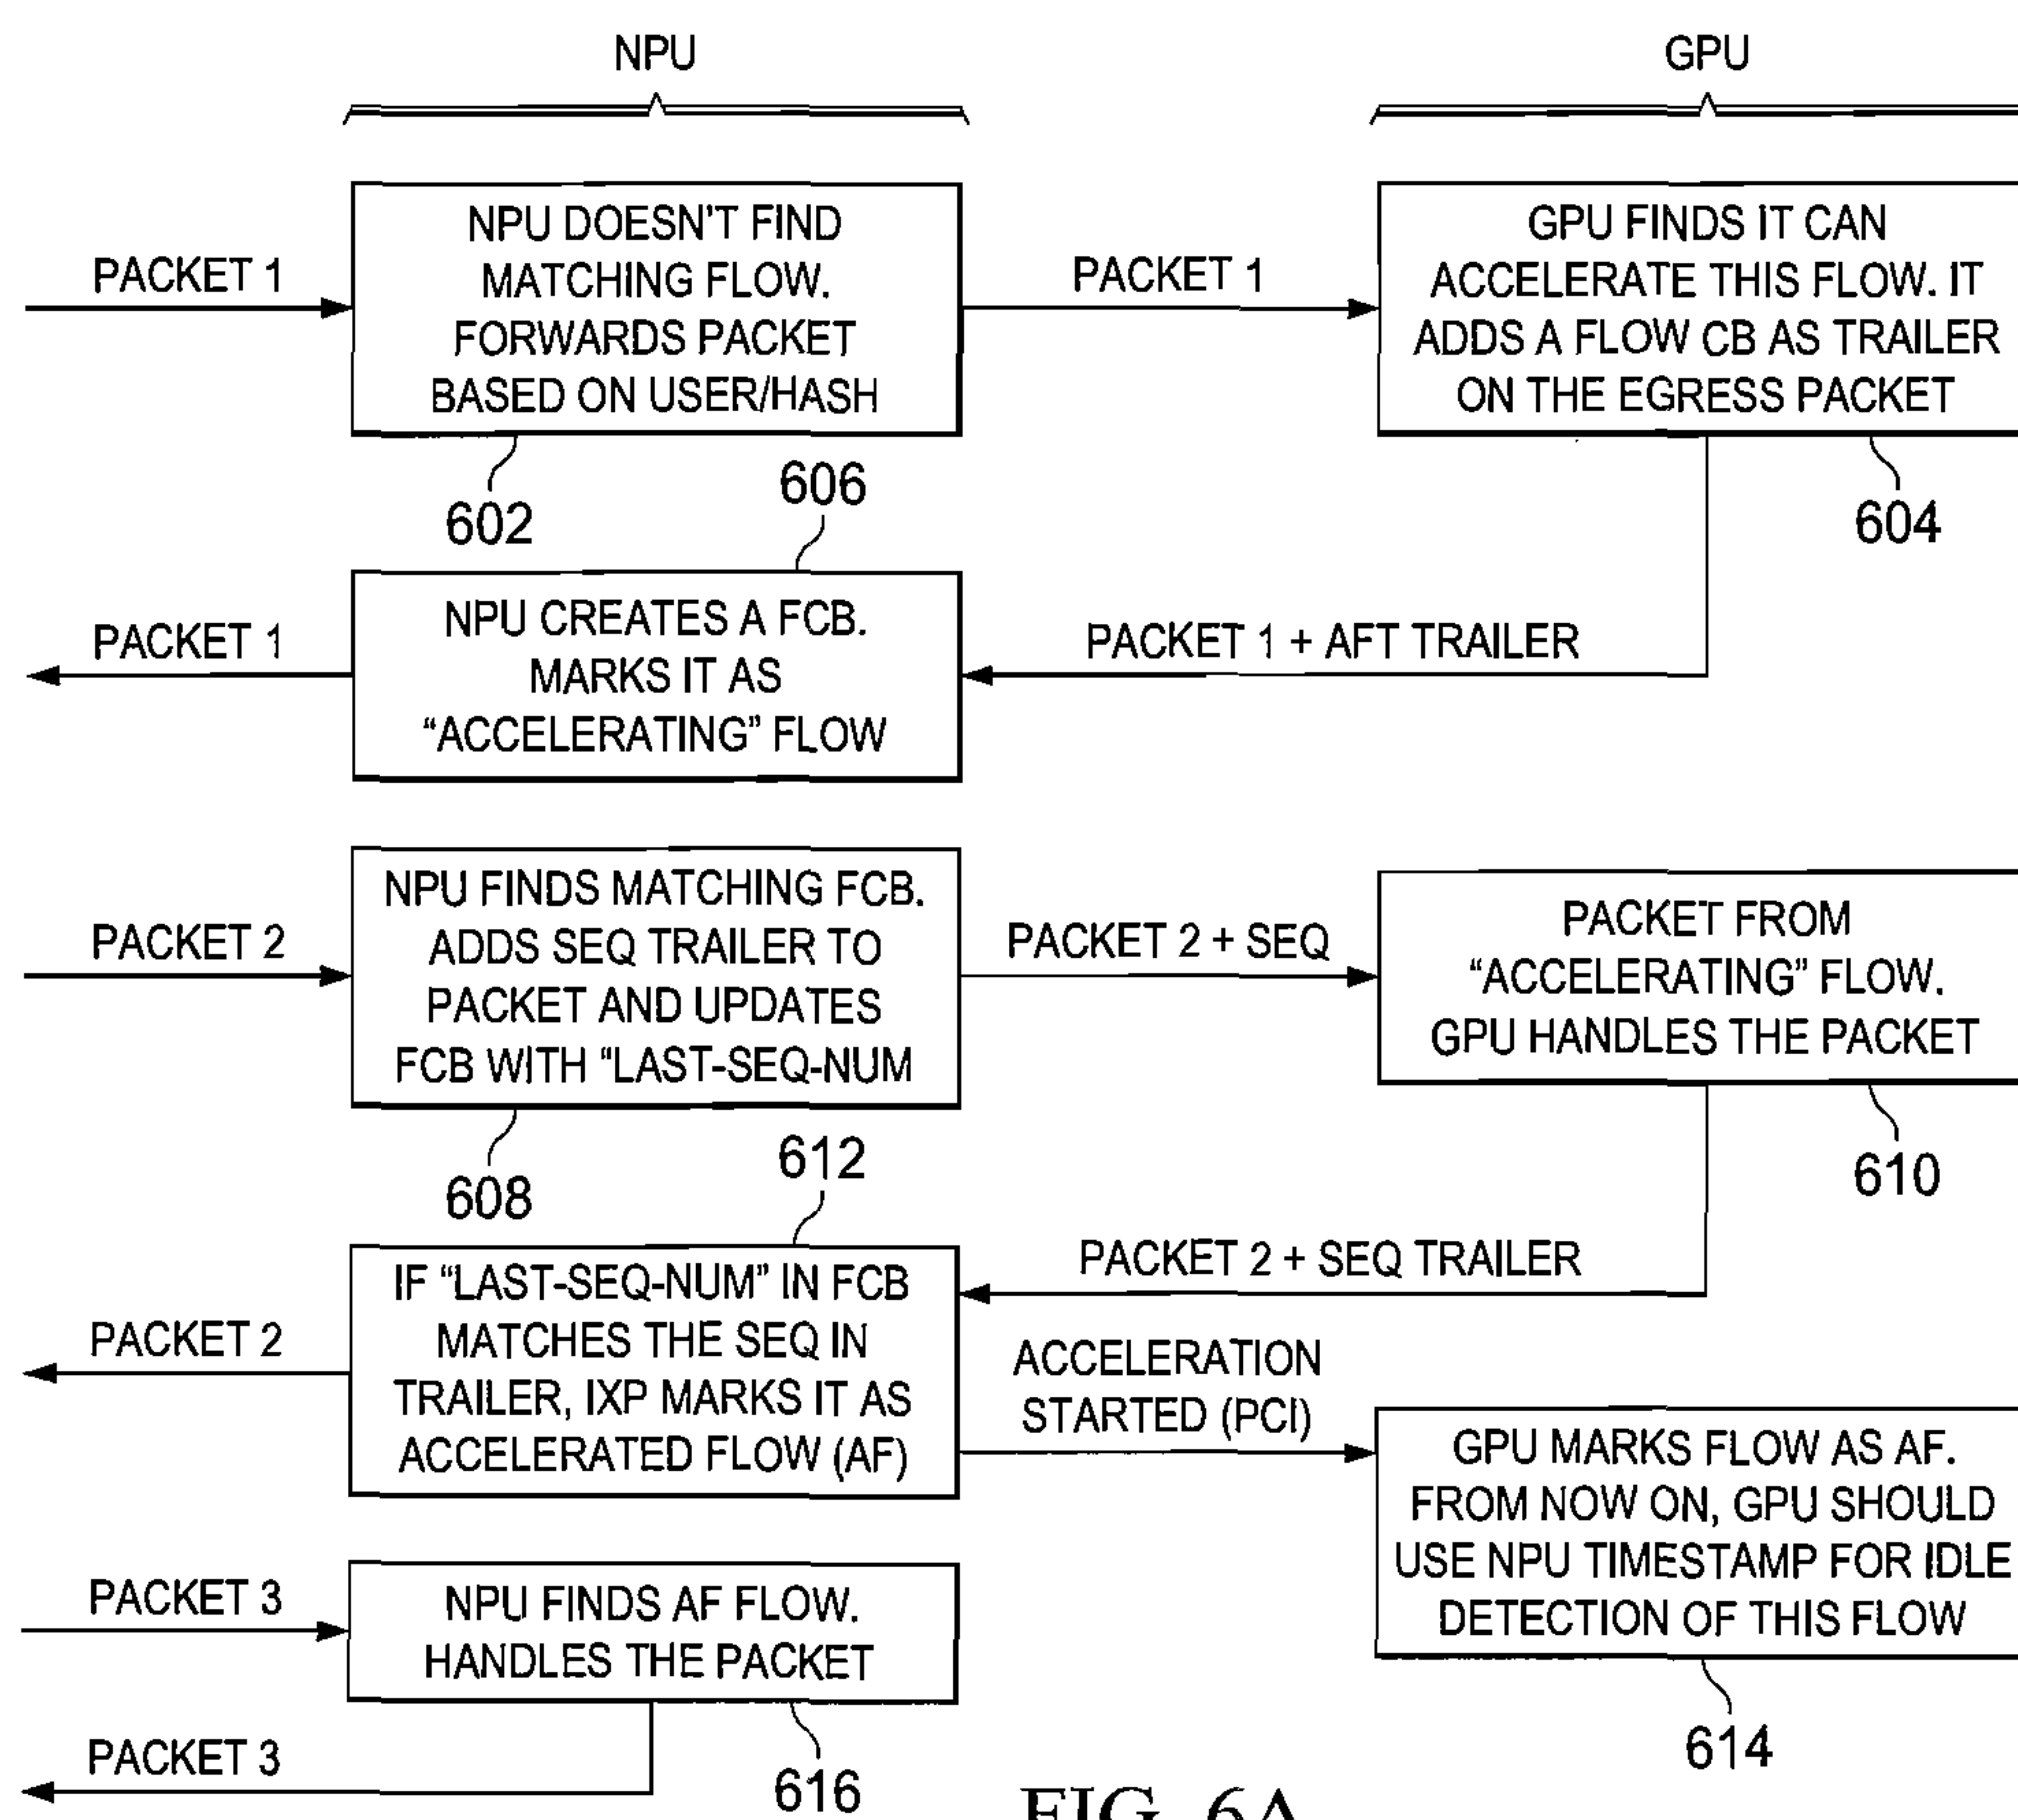 NPU
GPU
PACKET 1
NPU DOESN'T FIND
MATCHING FLOW.
FORWARDS PACKET
BASED ON USER/HASH
602
PACKET 1
GPU FINDS IT CAN
ACCELERATE THIS FLOW. IT
ADDS A FLOW CB AS TRAILER
ON THE EGRESS PACKET
604
606
PACKET 1
NPU CREATES A FCB.
MARKS IT AS
“ACCELERATING” FLOW
PACKET 1 + AFT TRAILER
PACKET 2
NPU FINDS MATCHING FCB.
ADDS SEQ TRAILER TO
PACKET AND UPDATES
FCB WITH “LAST-SEQ-NUM
608
PACKET 2 + SEQ
PACKET FROM
“ACCELERATING” FLOW.
GPU HANDLES THE PACKET
610
612
PACKET 2
IF “LAST-SEQ-NUM” IN FCB
MATCHES THE SEQ IN
TRAILER, IXP MARKS IT AS
ACCELERATED FLOW (AF)
PACKET 2 + SEQ TRAILER
ACCELERATION
STARTED (PCI)
GPU MARKS FLOW AS AF.
FROM NOW ON, GPU SHOULD
USE NPU TIMESTAMP FOR IDLE
DETECTION OF THIS FLOW
614
PACKET 3
NPU FINDS AF FLOW.
HANDLES THE PACKET
616
PACKET 3
FIG. 6A